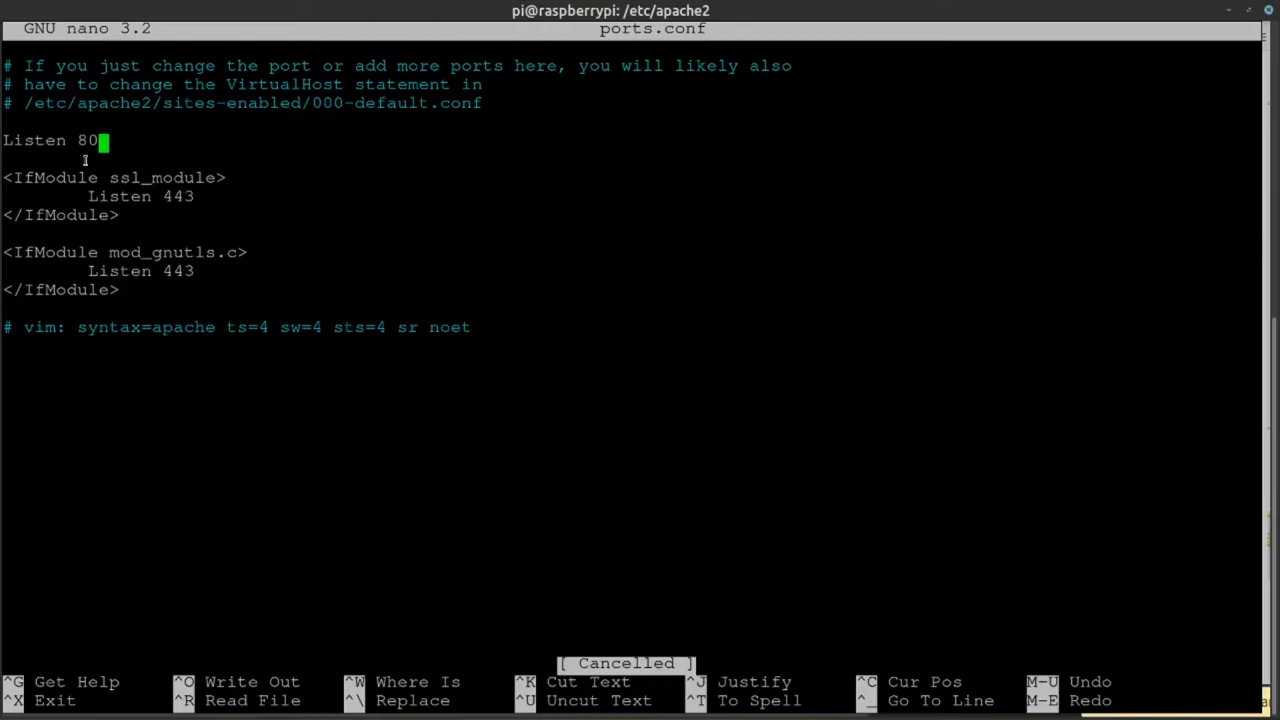 pi@raspberrypi: /etc/apache2
GNU nano 3.2 ports.conf
# If you just change the port or add more ports here, you will likely also
# have to change the VirtualHost statement in
# /etc/apache2/sites-enabled/000-default.conf
Listen 80
<IfModule ssl_module>
Listen 443
</IfModule>
<IfModule mod_gnutls.c>
Listen 443
</IfModule>
# vim: syntax=apache ts=4 sw=4 sts=4 sr noet
[ Cancelled ]
^G Get Help ^O Write Out ^W Where Is ^K Cut Text ^J Justify ^C Cur Pos M-U Undo
^X Exit ^R Read File ^\ Replace ^U Uncut Text ^T To Spell ^_ Go To Line M-E Redo